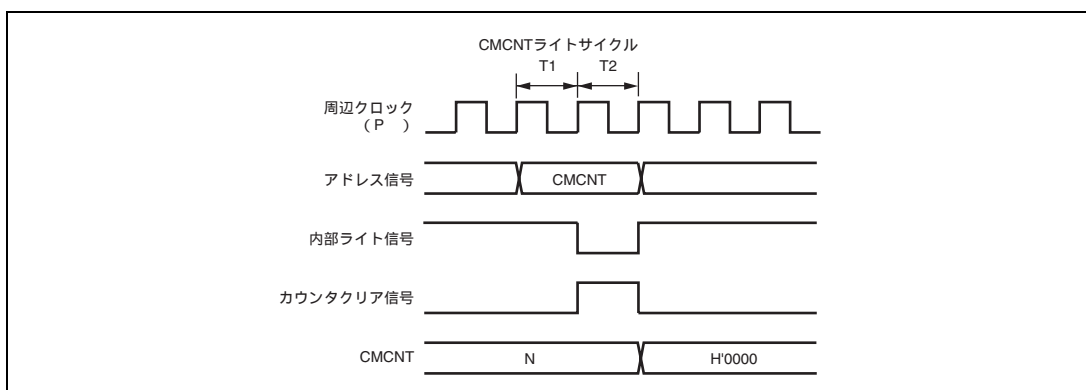 CMCNTライトサイクル
T1 T2
周辺クロック
（P　）
アドレス信号 CMCNT
内部ライト信号
カウンタクリア信号
CMCNT N H'0000